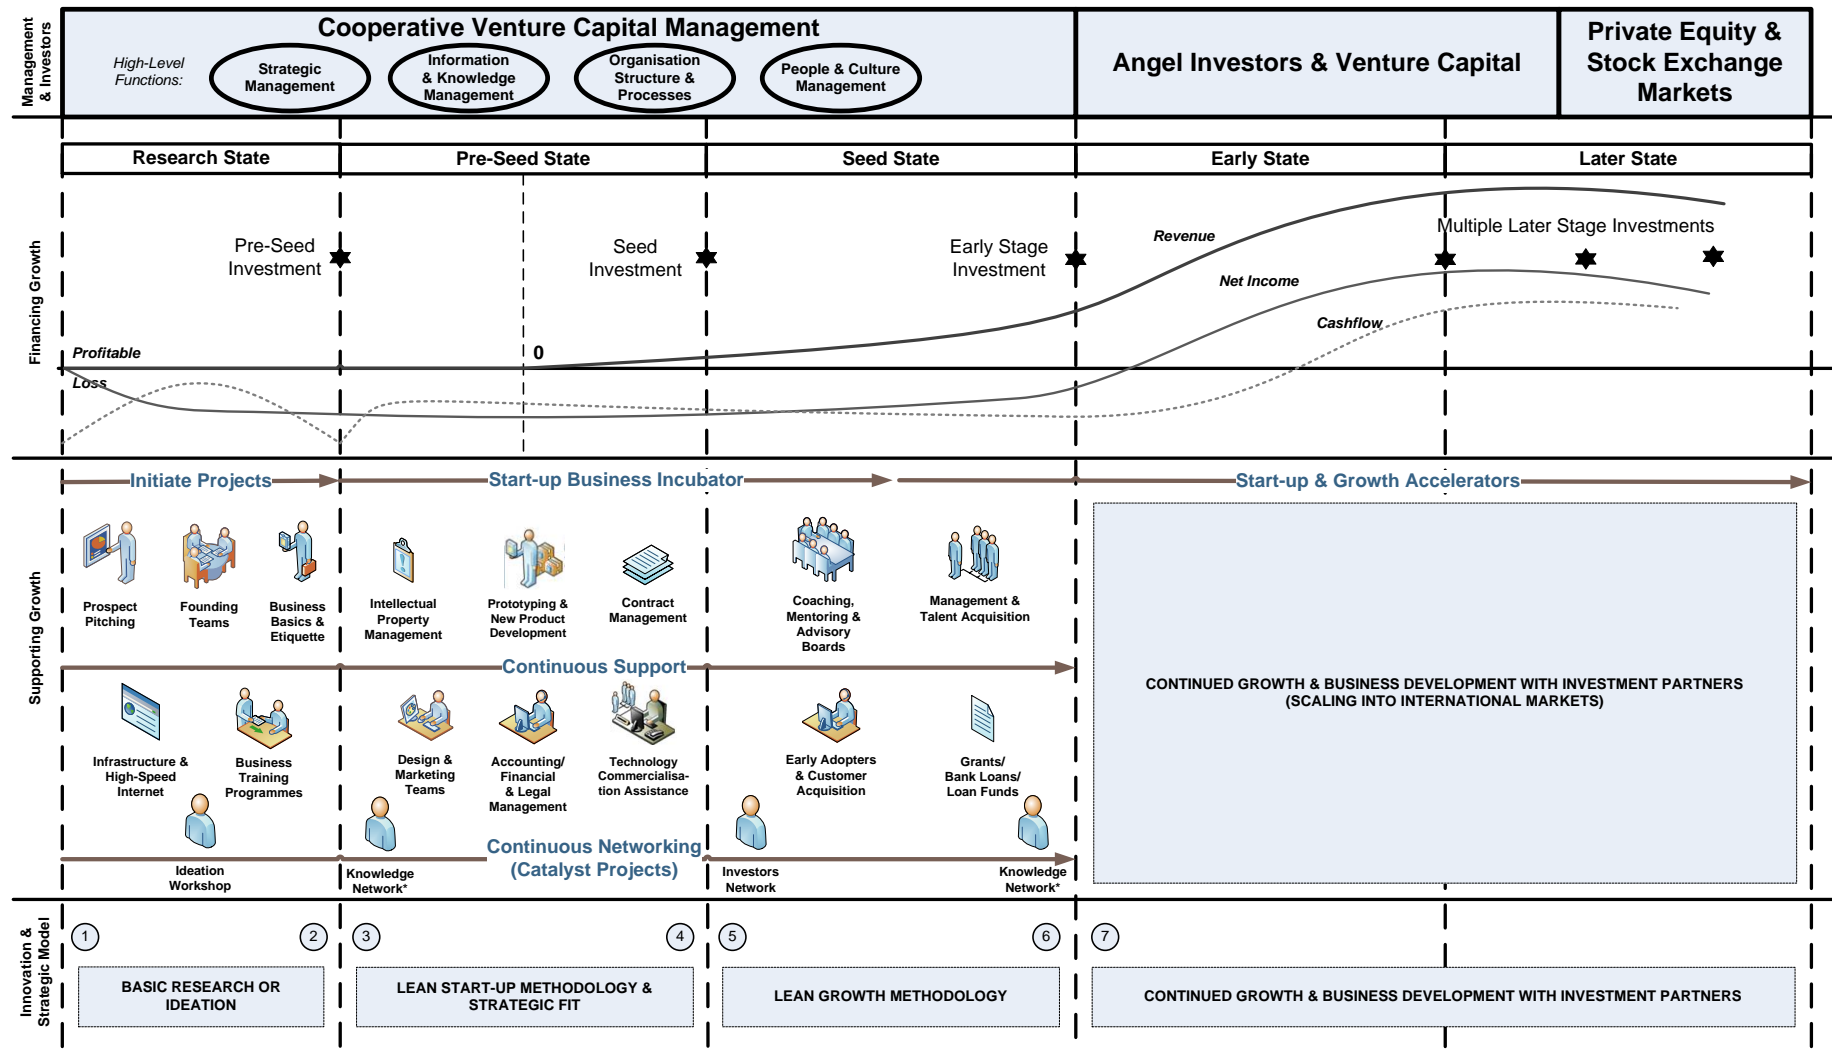 Management
& Investors
Cooperative Venture Capital Management
High-Level
Functions:
Strategic
Management
Information
& Knowledge
Management
Organisation
Structure &
Processes
People & Culture
Management
Angel Investors & Venture Capital
Private Equity &
Stock Exchange
Markets
Research State
Pre-Seed State
Seed State
Early State
Later State
Financing Growth
Pre-Seed
Investment
Seed
Investment
Early Stage
Investment
Revenue
Multiple Later Stage Investments
Net Income
Cashflow
Profitable
0
Loss
Supporting Growth
Initiate Projects
Start-up Business Incubator
Start-up & Growth Accelerators
Prospect
Pitching
Founding
Teams
Business
Basics &
Etiquette
Intellectual
Property
Management
Prototyping &
New Product
Development
Contract
Management
Coaching,
Mentoring &
Advisory
Boards
Management &
Talent Acquisition
Continuous Support
CONTINUED GROWTH & BUSINESS DEVELOPMENT WITH INVESTMENT PARTNERS
(SCALING INTO INTERNATIONAL MARKETS)
Infrastructure &
High-Speed
Internet
Business
Training
Programmes
Design &
Marketing
Teams
Accounting/
Financial
& Legal
Management
Technology
Commercialisa-
tion Assistance
Early Adopters
& Customer
Acquisition
Grants/
Bank Loans/
Loan Funds
Continuous Networking
(Catalyst Projects)
Ideation
Workshop
Knowledge
Network*
Investors
Network
Knowledge
Network*
Innovation &
Strategic Model
1
2
3
4
5
6
7
BASIC RESEARCH OR
IDEATION
LEAN START-UP METHODOLOGY &
STRATEGIC FIT
LEAN GROWTH METHODOLOGY
CONTINUED GROWTH & BUSINESS DEVELOPMENT WITH INVESTMENT PARTNERS